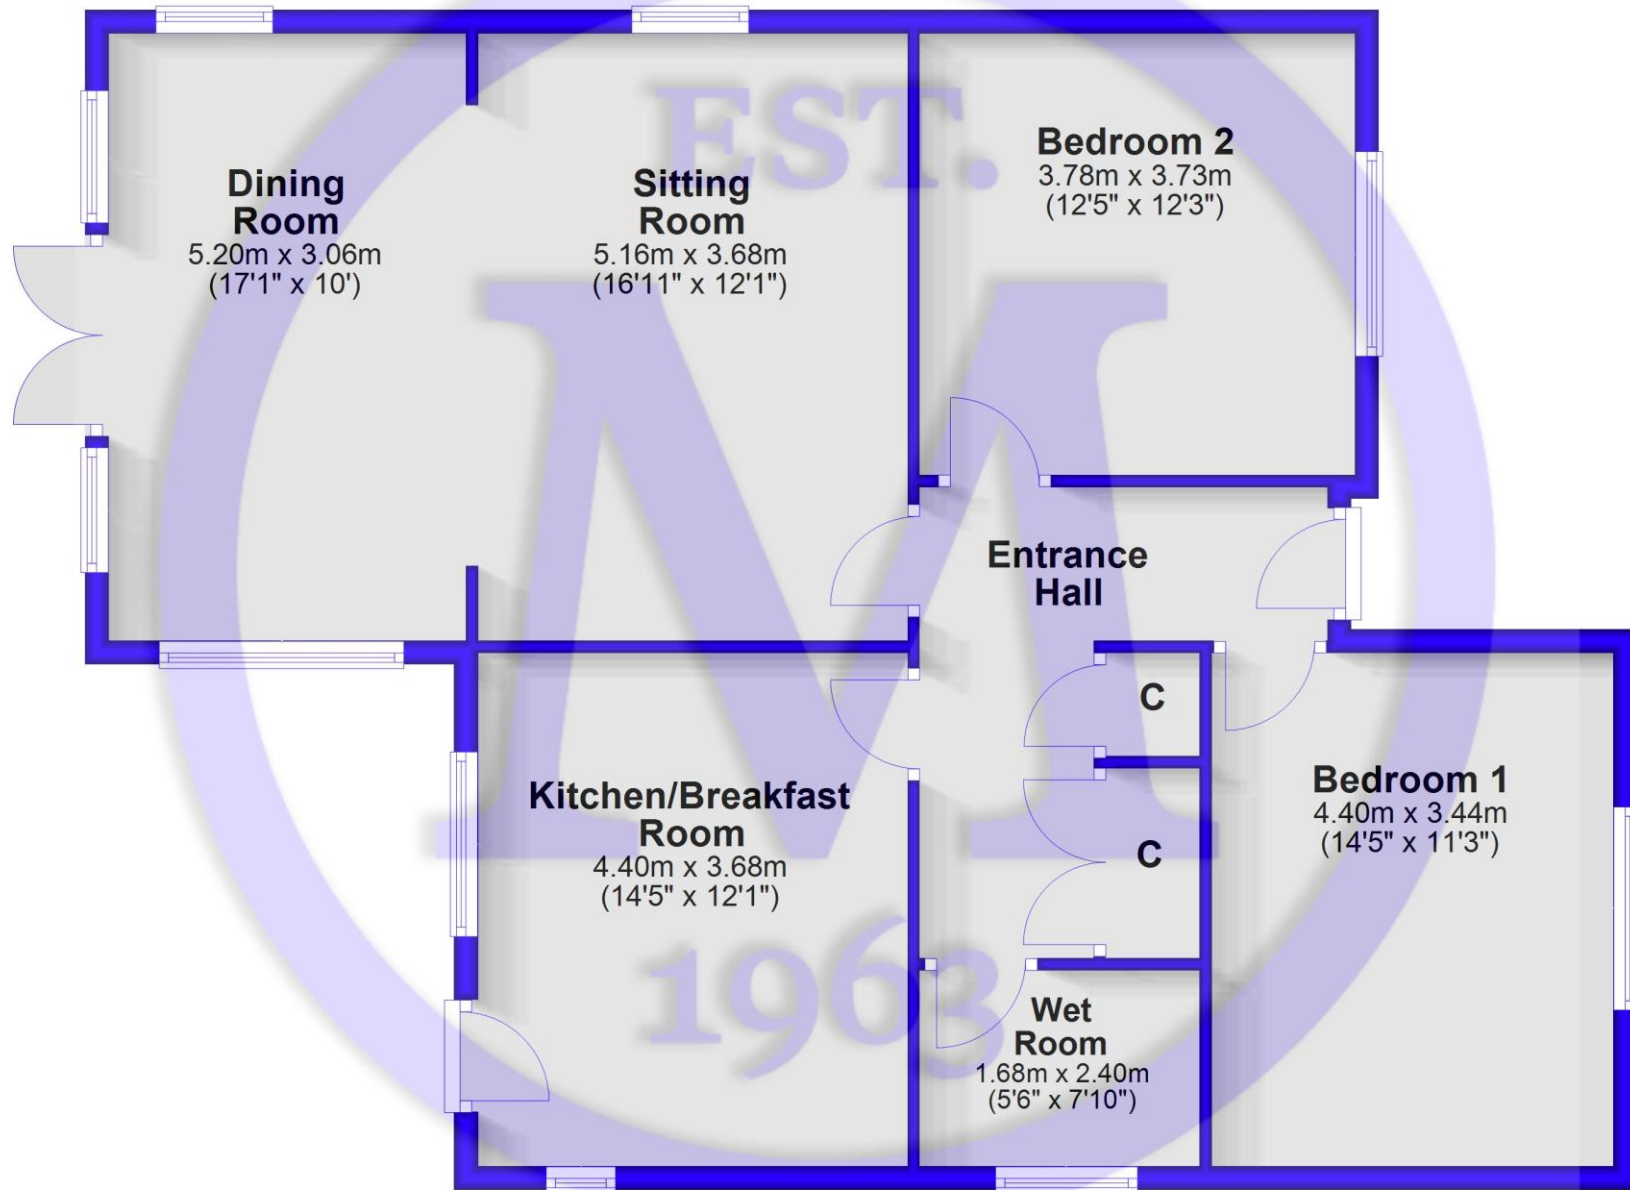 Dining
Room
5.20m x 3.06m
(17'1" x 10')
Sitting
Room
5.16m x 3.68m
(16'11" x 12'1")
Bedroom 2
3.78m x 3.73m
(12'5" x 12'3")
Entrance
Hall
C
C
Kitchen/Breakfast
Room
4.40m x 3.68m
(14'5" x 12'1")
Bedroom 1
4.40m x 3.44m
(14'5" x 11'3")
Wet
Room
1.68m x 2.40m
(5'6" x 7'10")
EST.
M
1963